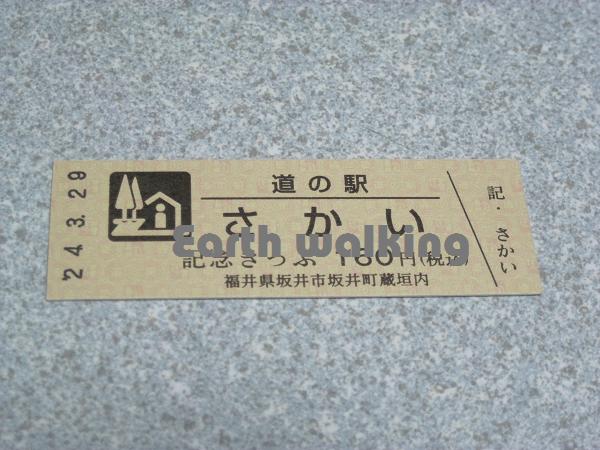 '24 3.29
道の駅
さかい
Earth walking
記念きっぷ 160円(税込)
福井県坂井市坂井町蔵垣内
記・さかい